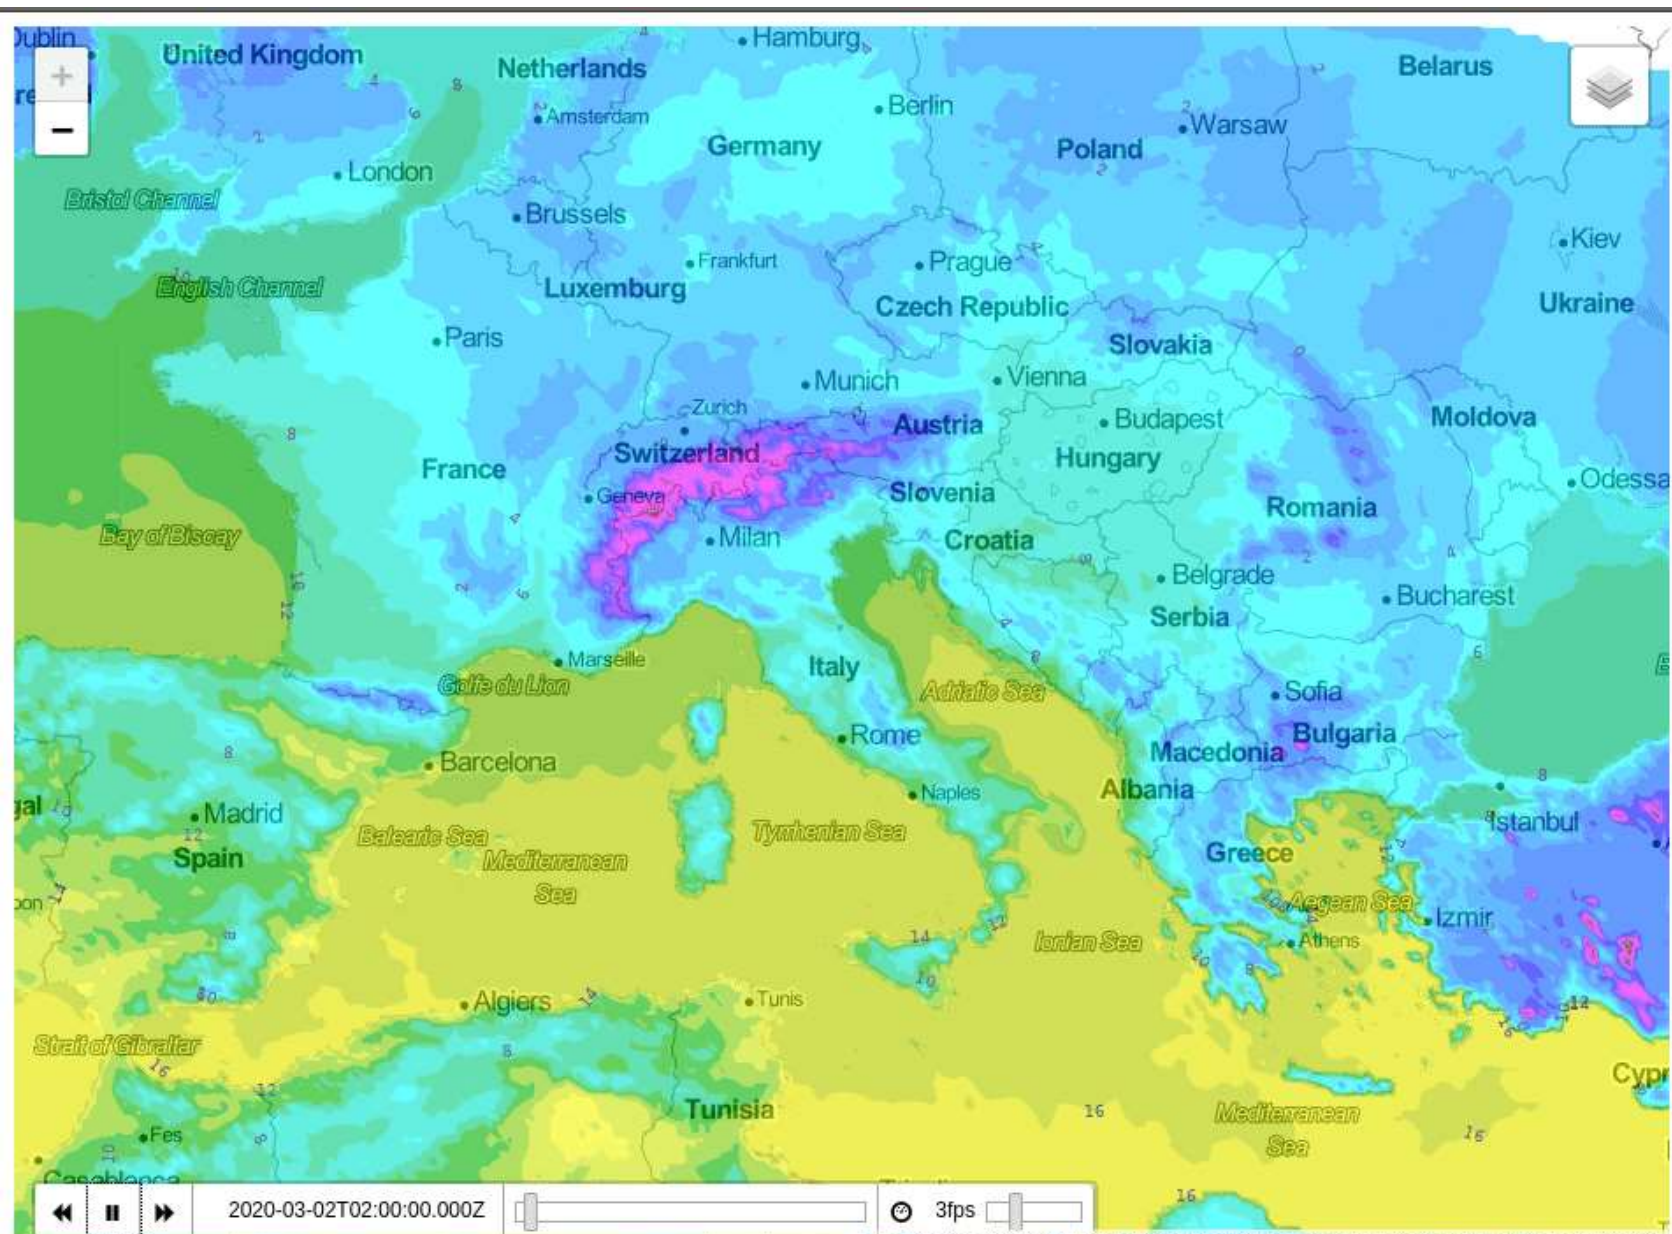 Dublin
United Kingdom
Netherlands
Hamburg
Belarus
Amsterdam
Berlin
Germany
Poland
Warsaw
London
Bristol Channel
Brussels
Kiev
Frankfurt
Prague
English Channel
Luxemburg
Czech Republic
Ukraine
Paris
Slovakia
Munich
Vienna
Zurich
Austria
Budapest
Moldova
Switzerland
France
Hungary
Geneva
Slovenia
Odessa
Romania
Bay of Biscay
Milan
Croatia
Belgrade
Bucharest
Serbia
Marseille
Italy
Golfe du Lion
Adriatic Sea
Sofia
Rome
Bulgaria
Macedonia
Barcelona
Albania
Naples
gal
Madrid
Balearic Sea
Tyrrhenian Sea
Istanbul
Spain
Mediterranean
Sea
Greece
Aegean Sea
Izmir
Ionian Sea
Athens
Algiers
Tunis
Strait of Gibraltar
Cypr
Tunisia
Mediterranean
Sea
Fes
Casablanca
2020-03-02T02:00:00.000Z
3fps